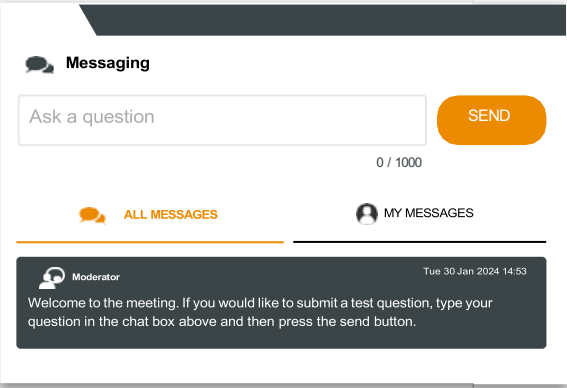 Messaging
Ask a question
SEND
0 / 1000
ALL MESSAGES
MY MESSAGES
Moderator
Tue 30 Jan 2024 14:53
Welcome to the meeting. If you would like to submit a test question, type your
question in the chat box above and then press the send button.